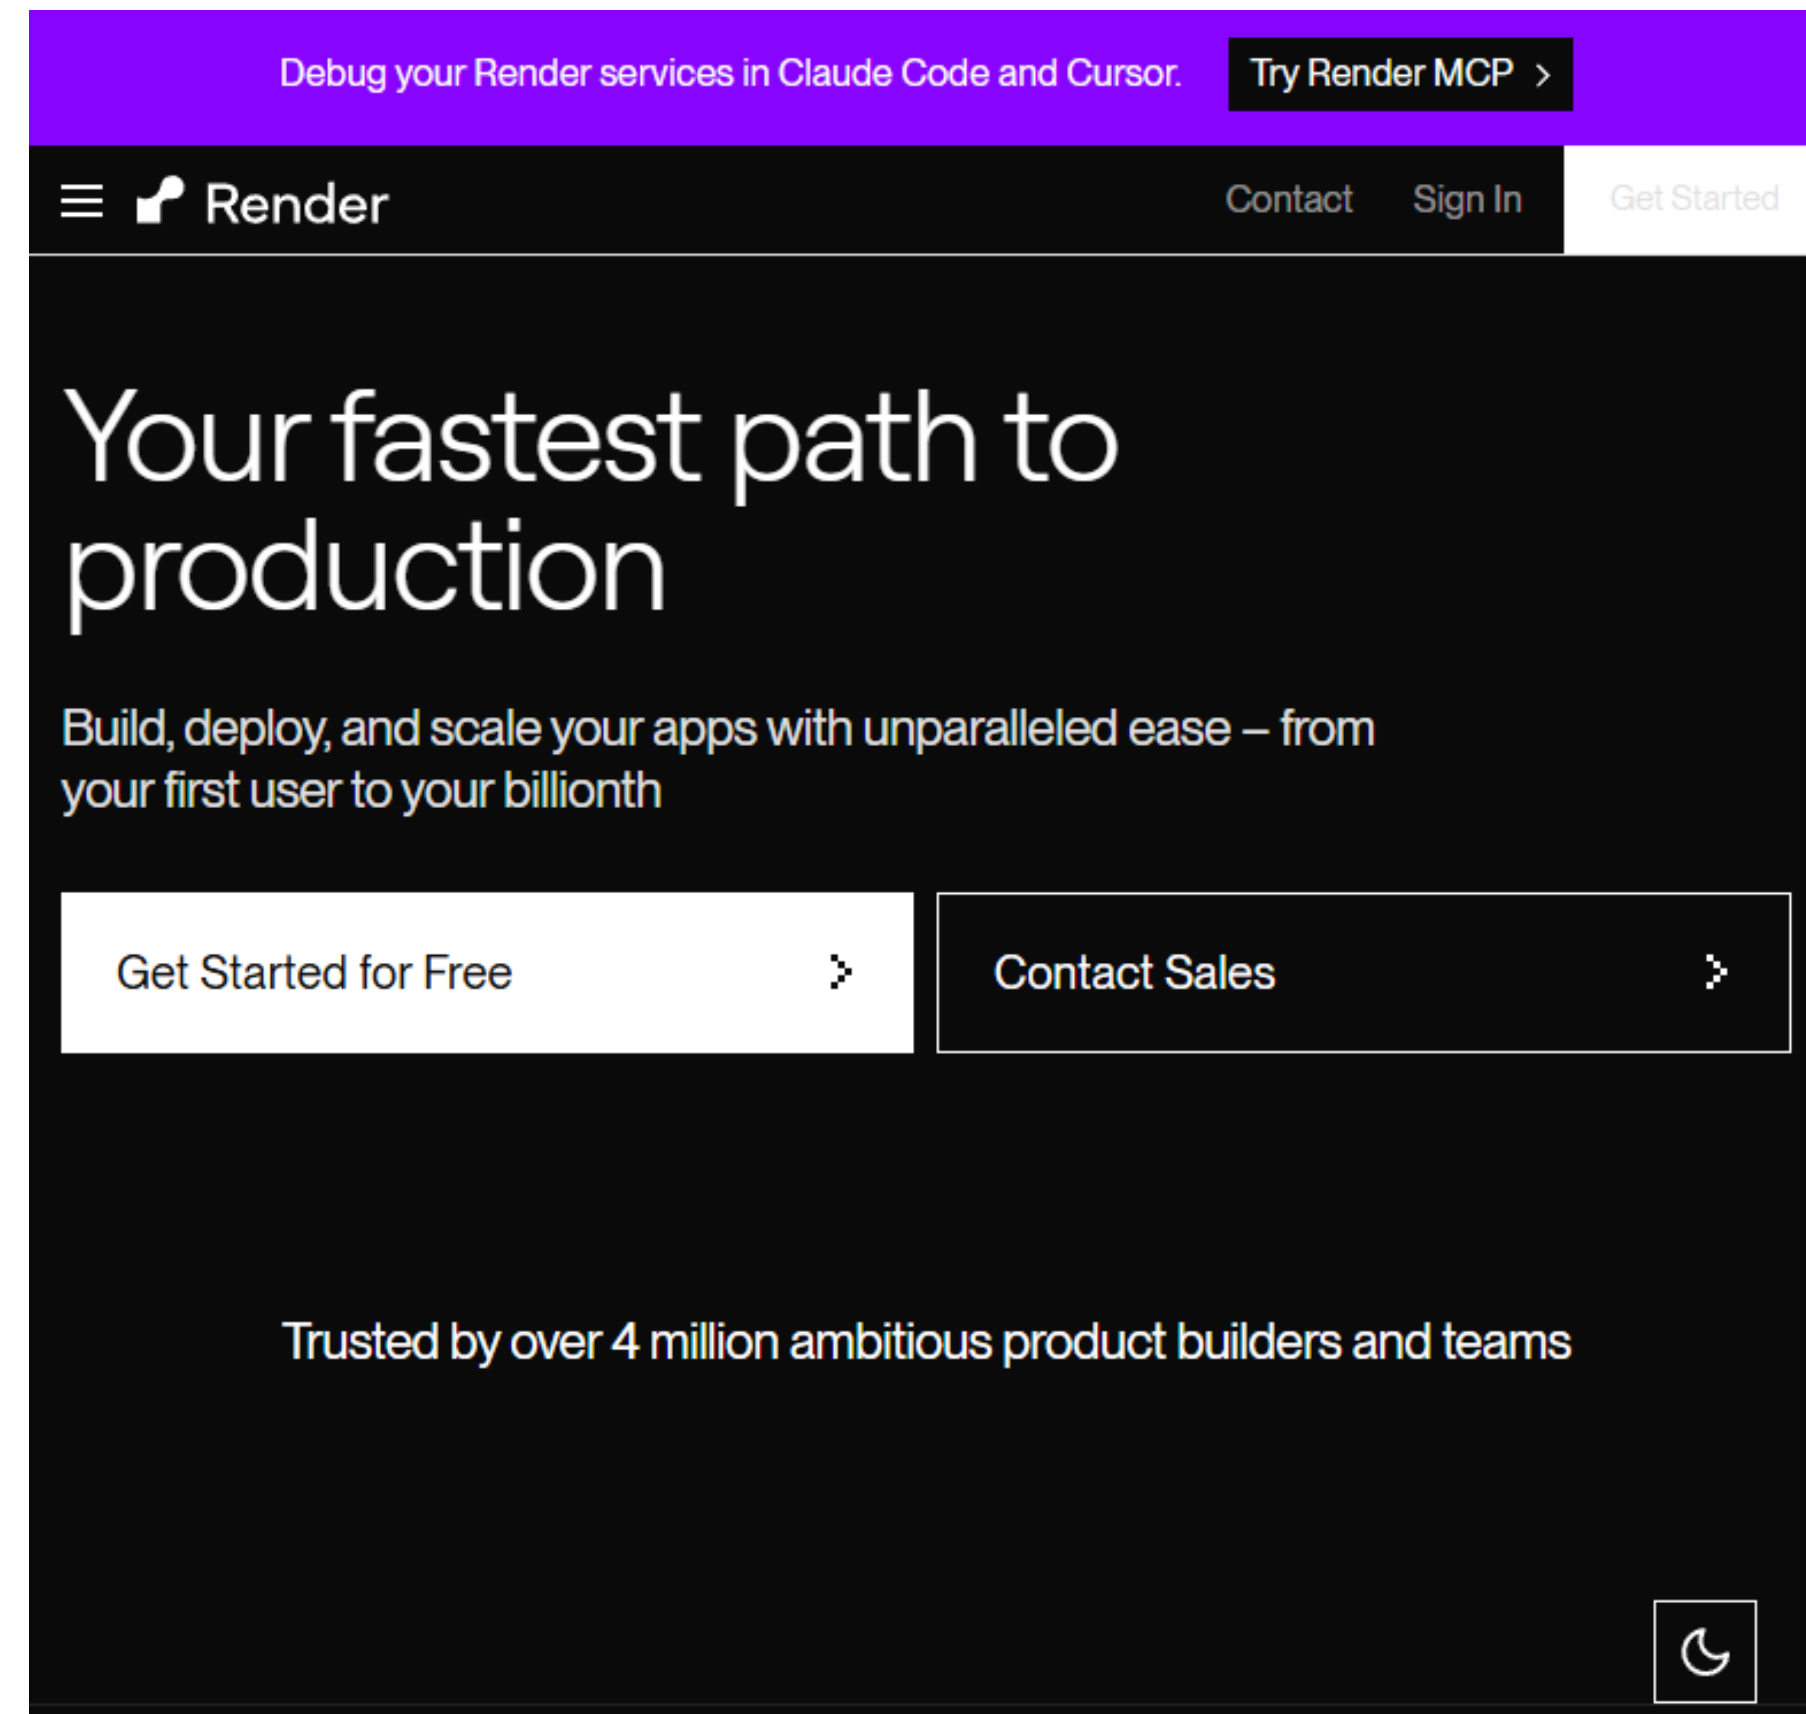 Debug your Render services in Claude Code and Cursor.
Try Render MCP
Render
Contact
Sign In
Get Started
Your fastest path to
production
Build, deploy, and scale your apps with unparalleled ease – from
your first user to your billionth
Get Started for Free
Contact Sales
Trusted by over 4 million ambitious product builders and teams